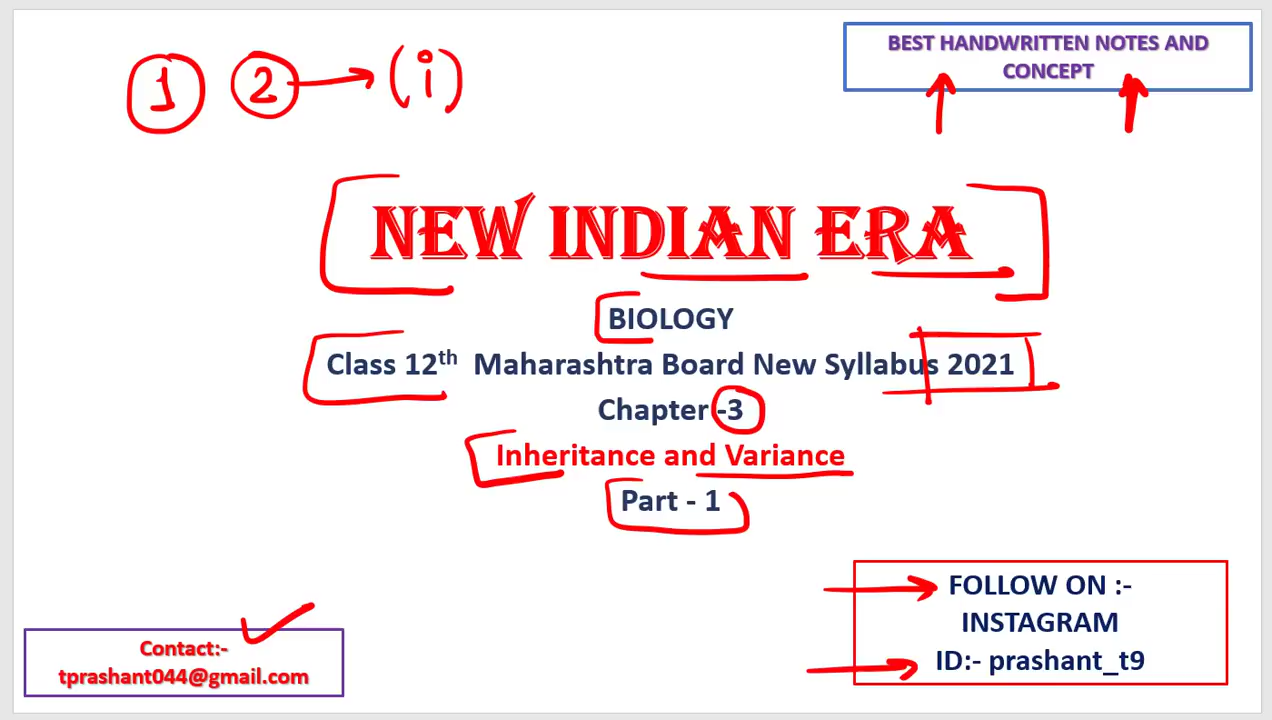 1 2 → (i)
BEST HANDWRITTEN NOTES AND
CONCEPT
NEW INDIAN ERA
BIOLOGY
Class 12th Maharashtra Board New Syllabus 2021
Chapter -3
Inheritance and Variance
Part - 1
FOLLOW ON :-
INSTAGRAM
ID:- prashant_t9
Contact:-
tprashant044@gmail.com